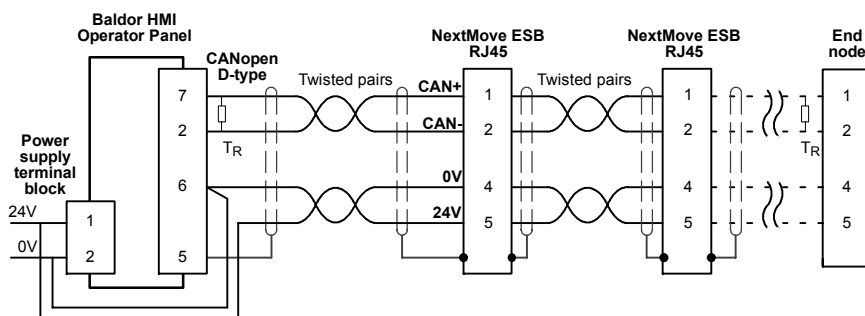 Baldor HMI
Operator Panel
CANopen
D-type
Twisted pairs
NextMove ESB
RJ45
Twisted pairs
NextMove ESB
RJ45
End
node
Power
supply
terminal
block
24V
0V
1
2
7
2
6
5
TR
CAN+
CAN-
0V
24V
1
2
4
5
1
2
4
5
TR
1
2
4
5